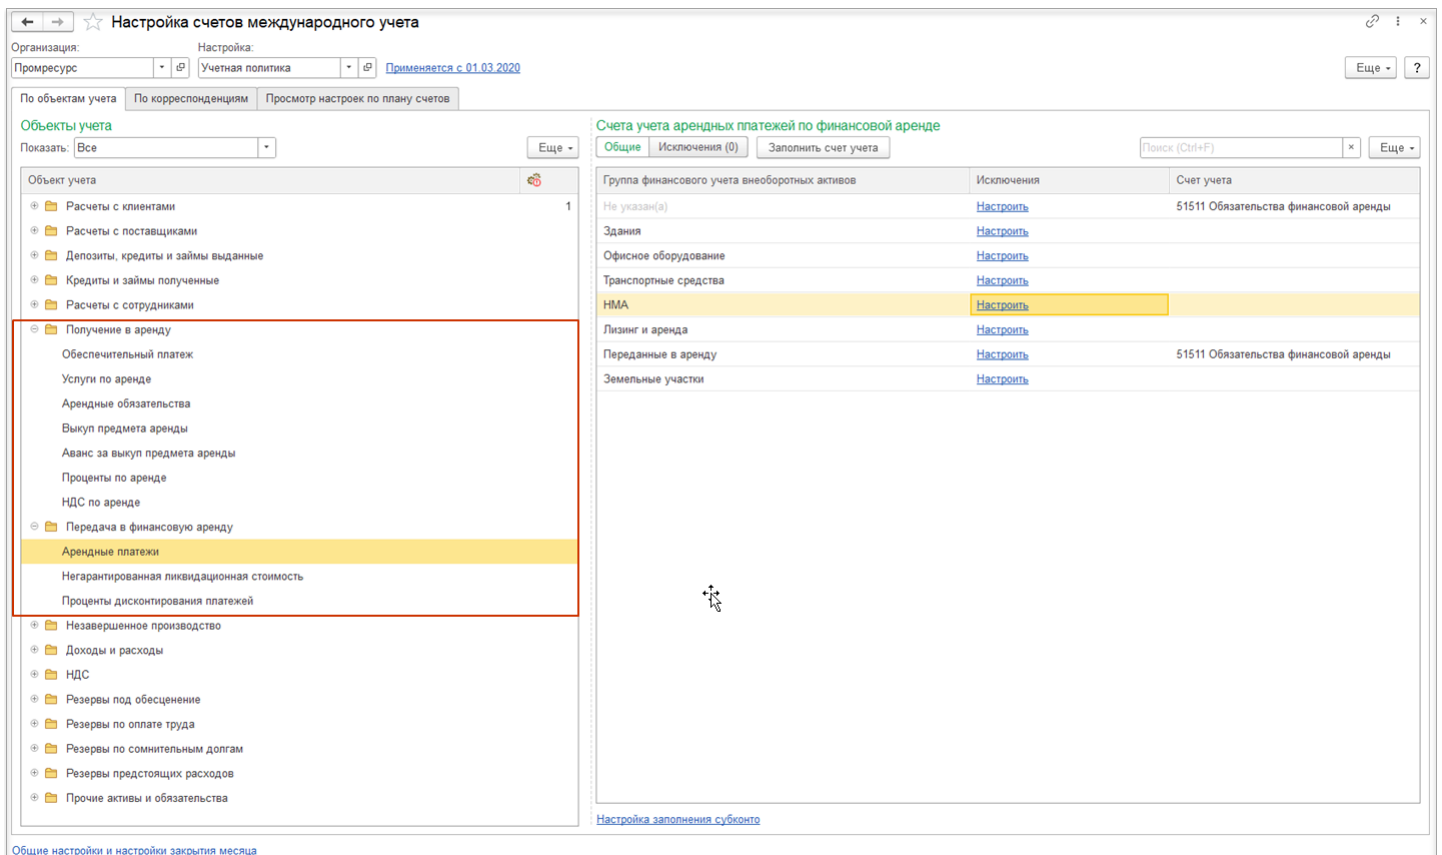 Настройка счетов международного учета
Организация: Настройка:
Промресурс Учетная политика Применяется с 01.03.2020 Еще ?
По объектам учета По корреспонденциям Просмотр настроек по плану счетов
Объекты учета
Показать: Все Еще
Объект учета
Расчеты с клиентами 1
Расчеты с поставщиками
Депозиты, кредиты и займы выданные
Кредиты и займы полученные
Расчеты с сотрудниками
Получение в аренду
Обеспечительный платеж
Услуги по аренде
Арендные обязательства
Выкуп предмета аренды
Аванс за выкуп предмета аренды
Проценты по аренде
НДС по аренде
Передача в финансовую аренду
Арендные платежи
Негарантированная ликвидационная стоимость
Проценты дисконтирования платежей
Незавершенное производство
Доходы и расходы
НДС
Резервы под обесценение
Резервы по оплате труда
Резервы по сомнительным долгам
Резервы предстоящих расходов
Прочие активы и обязательства
Счета учета арендных платежей по финансовой аренде
Общие Исключения (0) Заполнить счет учета Поиск (Ctrl+F) × Еще
Группа финансового учета внеоборотных активов Исключения Счет учета
Не указан(а) Настроить 51511 Обязательства финансовой аренды
Здания Настроить
Офисное оборудование Настроить
Транспортные средства Настроить
НМА Настроить
Лизинг и аренда Настроить
Переданные в аренду Настроить 51511 Обязательства финансовой аренды
Земельные участки Настроить
Настройка заполнения субконто
Общие настройки и настройки закрытия месяца